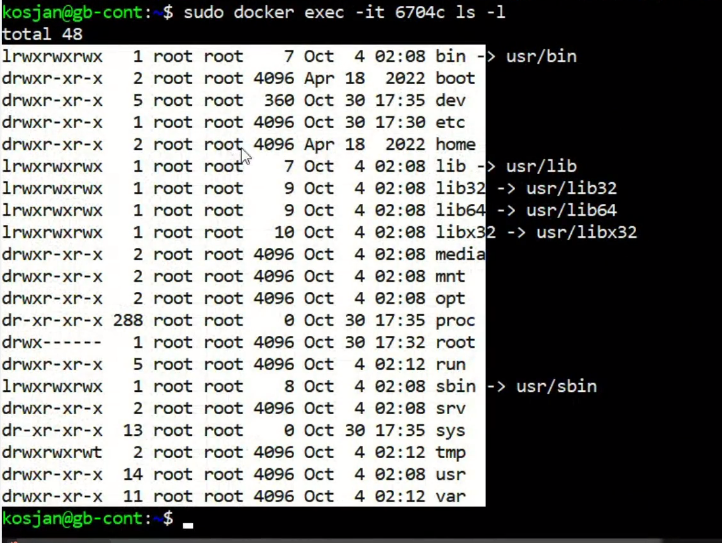 kosjan@gb-cont:~$ sudo docker exec -it 6704c ls -l
total 48
lrwxrwxrwx   1 root root    7 Oct  4 02:08 bin -> usr/bin
drwxr-xr-x   2 root root 4096 Apr 18  2022 boot
drwxr-xr-x   5 root root  360 Oct 30 17:35 dev
drwxr-xr-x   1 root root 4096 Oct 30 17:30 etc
drwxr-xr-x   2 root root 4096 Apr 18  2022 home
lrwxrwxrwx   1 root root    7 Oct  4 02:08 lib -> usr/lib
lrwxrwxrwx   1 root root    9 Oct  4 02:08 lib32 -> usr/lib32
lrwxrwxrwx   1 root root    9 Oct  4 02:08 lib64 -> usr/lib64
lrwxrwxrwx   1 root root   10 Oct  4 02:08 libx32 -> usr/libx32
drwxr-xr-x   2 root root 4096 Oct  4 02:08 media
drwxr-xr-x   2 root root 4096 Oct  4 02:08 mnt
drwxr-xr-x   2 root root 4096 Oct  4 02:08 opt
dr-xr-xr-x 288 root root    0 Oct 30 17:35 proc
drwx------   1 root root 4096 Oct 30 17:32 root
drwxr-xr-x   5 root root 4096 Oct  4 02:12 run
lrwxrwxrwx   1 root root    8 Oct  4 02:08 sbin -> usr/sbin
drwxr-xr-x   2 root root 4096 Oct  4 02:08 srv
dr-xr-xr-x  13 root root    0 Oct 30 17:35 sys
drwxrwxrwt   2 root root 4096 Oct  4 02:12 tmp
drwxr-xr-x  14 root root 4096 Oct  4 02:08 usr
drwxr-xr-x  11 root root 4096 Oct  4 02:12 var
kosjan@gb-cont:~$